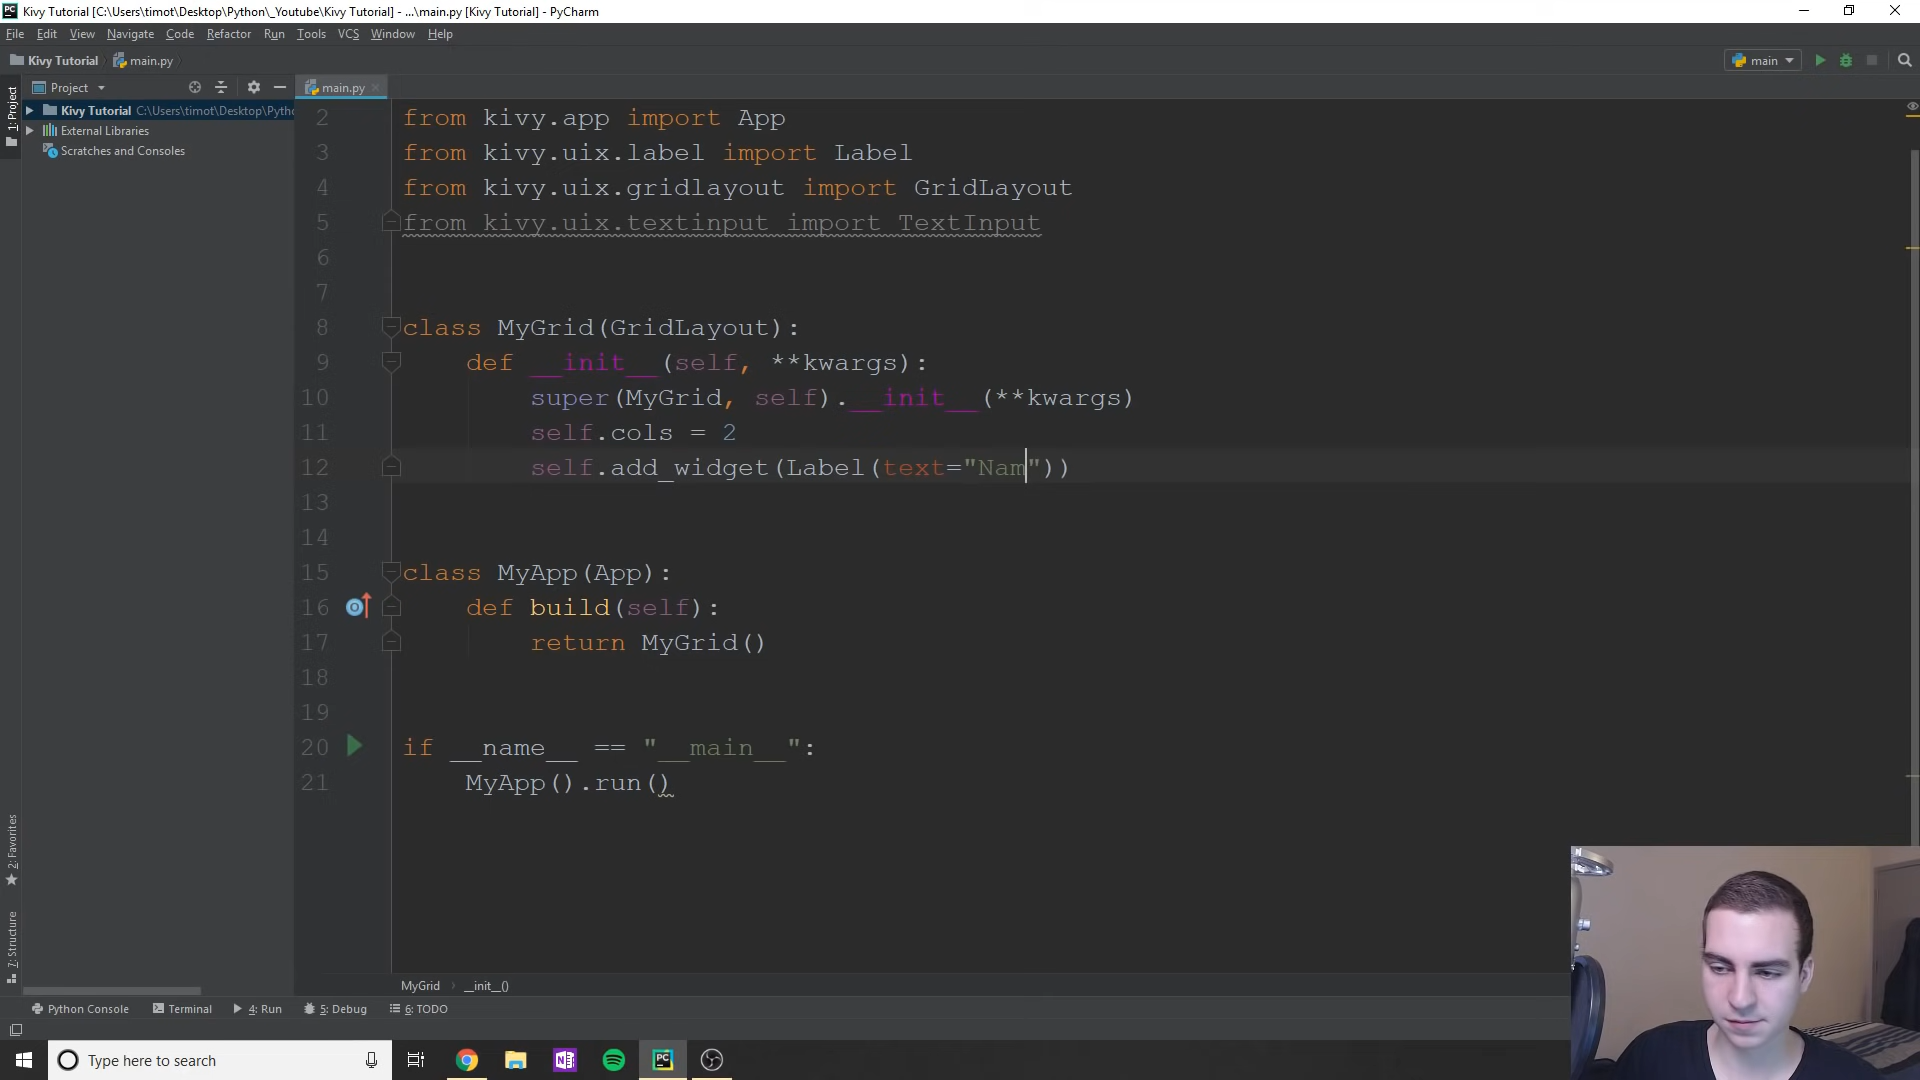 Kivy Tutorial [C:\Users\timot\Desktop\Python\_Youtube\Kivy Tutorial] - ...\main.py [Kivy Tutorial] - PyCharm
File Edit View Navigate Code Refactor Run Tools VCS Window Help
Kivy Tutorial main.py main
1: Project
Project
main.py
Kivy Tutorial C:\Users\timot\Desktop\Pytho
External Libraries
Scratches and Consoles
2 from kivy.app import App
3 from kivy.uix.label import Label
4 from kivy.uix.gridlayout import GridLayout
5 from kivy.uix.textinput import TextInput
6
7
8 class MyGrid(GridLayout):
9 def __init__(self, **kwargs):
10 super(MyGrid, self).__init__(**kwargs)
11 self.cols = 2
12 self.add_widget(Label(text="Nam"))
13
14
15 class MyApp(App):
16 def build(self):
17 return MyGrid()
18
19
20 if __name__ == "__main__":
21 MyApp().run()
2: Favorites
7: Structure
MyGrid › __init__()
Python Console Terminal 4: Run 5: Debug 6: TODO
Type here to search